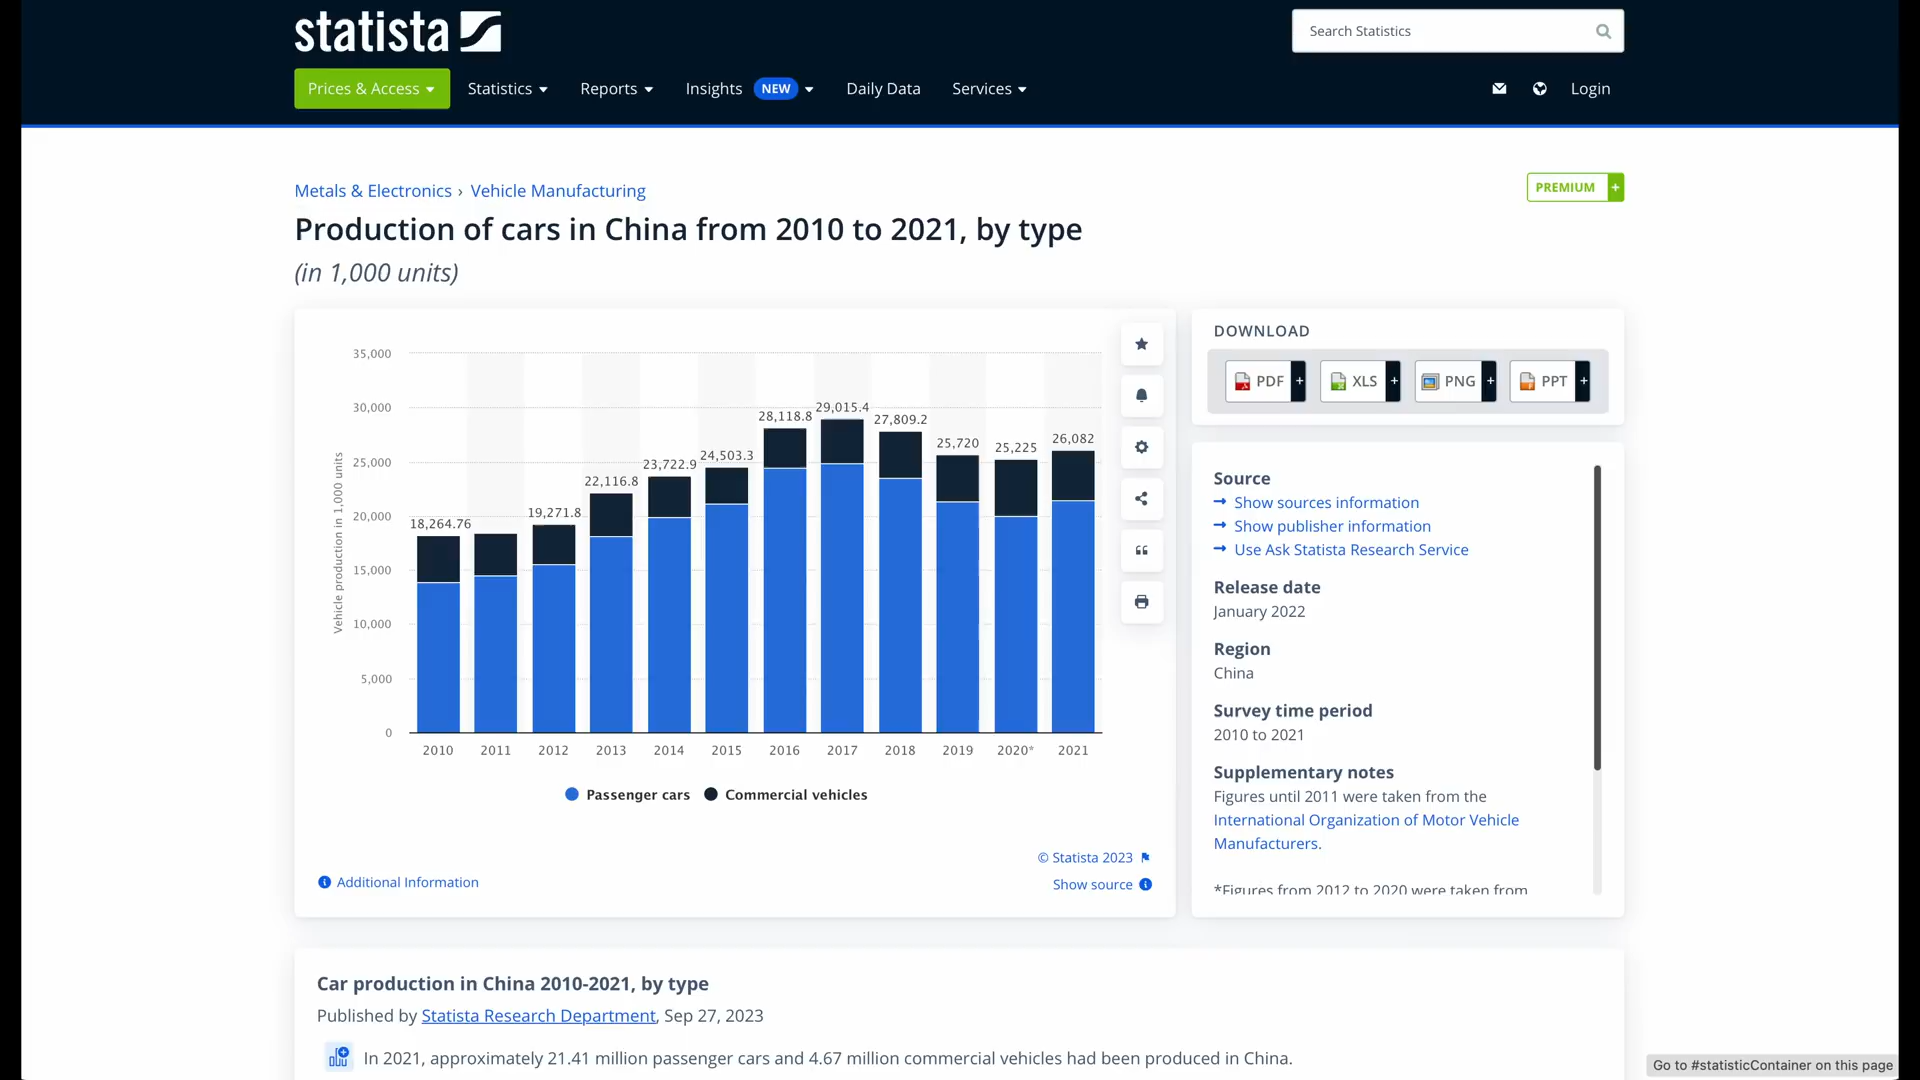 statista
Search Statistics
Prices & Access
Statistics
Reports
Insights NEW
Daily Data
Services
Login
Metals & Electronics › Vehicle Manufacturing
PREMIUM +
Production of cars in China from 2010 to 2021, by type
(in 1,000 units)
Vehicle production in 1,000 units
35,000
30,000
25,000
20,000
15,000
10,000
5,000
0
18,264.76
19,271.8
22,116.8
23,722.9
24,503.3
28,118.8
29,015.4
27,809.2
25,720
25,225
26,082
2010 2011 2012 2013 2014 2015 2016 2017 2018 2019 2020* 2021
Passenger cars Commercial vehicles
© Statista 2023
Additional Information
Show source
DOWNLOAD
PDF + XLS + PNG + PPT +
Source
Show sources information
Show publisher information
Use Ask Statista Research Service
Release date
January 2022
Region
China
Survey time period
2010 to 2021
Supplementary notes
Figures until 2011 were taken from the
International Organization of Motor Vehicle
Manufacturers.
*Figures from 2012 to 2020 were taken from
Car production in China 2010-2021, by type
Published by Statista Research Department, Sep 27, 2023
In 2021, approximately 21.41 million passenger cars and 4.67 million commercial vehicles had been produced in China.
Go to #statisticContainer on this page